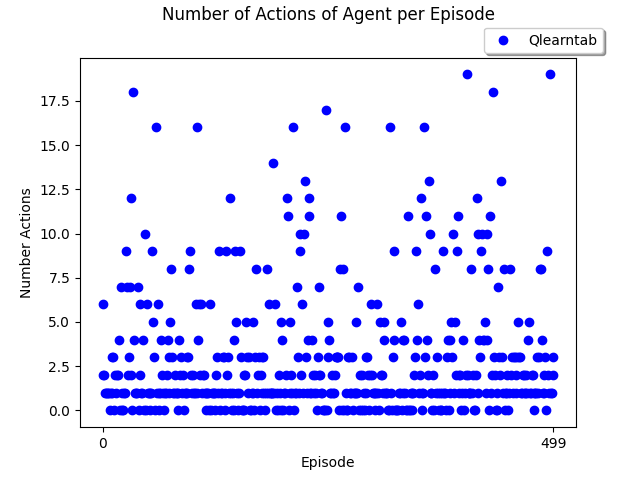 Number of Actions of Agent per Episode
Qlearntab
17.5
15.0
12.5
10.0
7.5
5.0
2.5
0.0
Number Actions
0
499
Episode